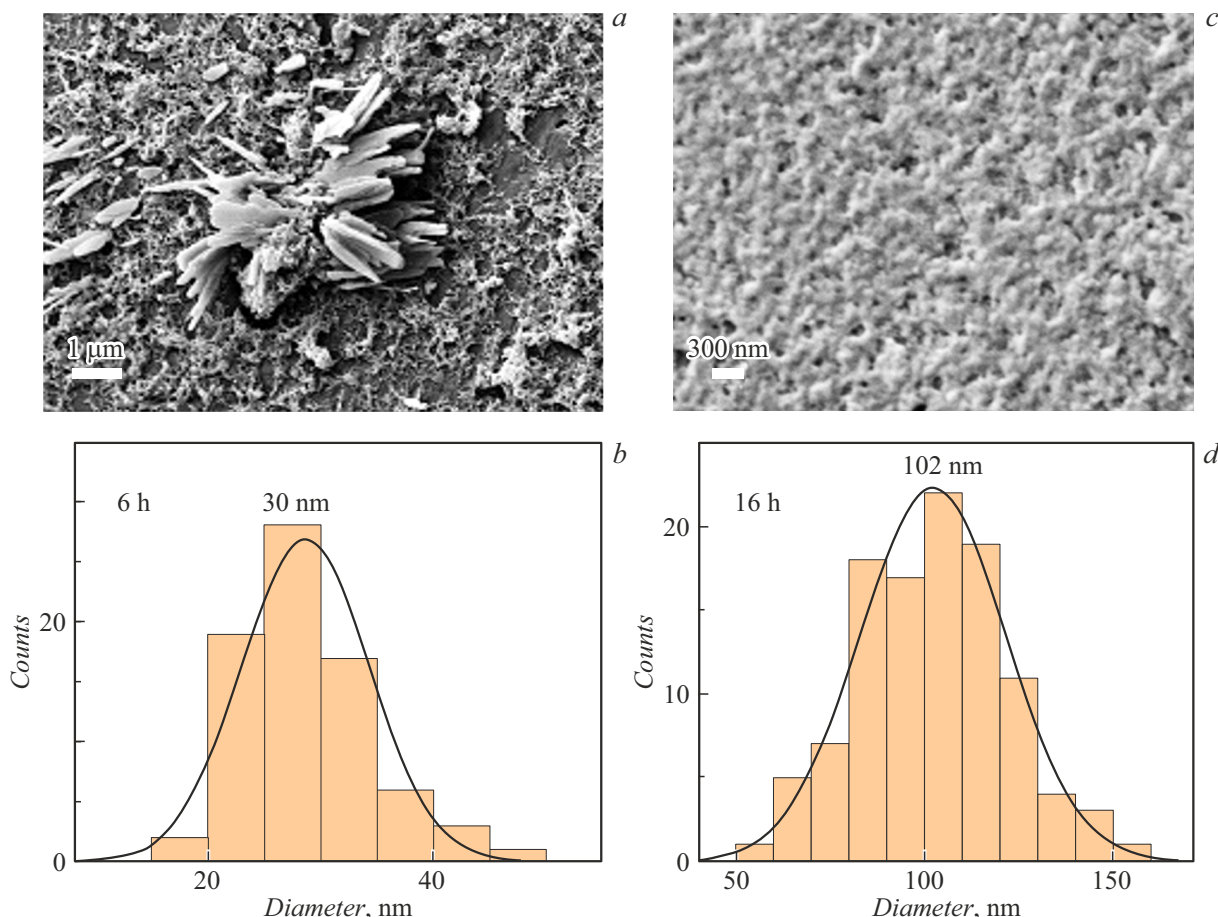 a
1 μm
c
300 nm
b
6 h
30 nm
20
0
Counts
20
40
Diameter, nm
d
16 h
102 nm
20
10
0
Counts
50
100
150
Diameter, nm